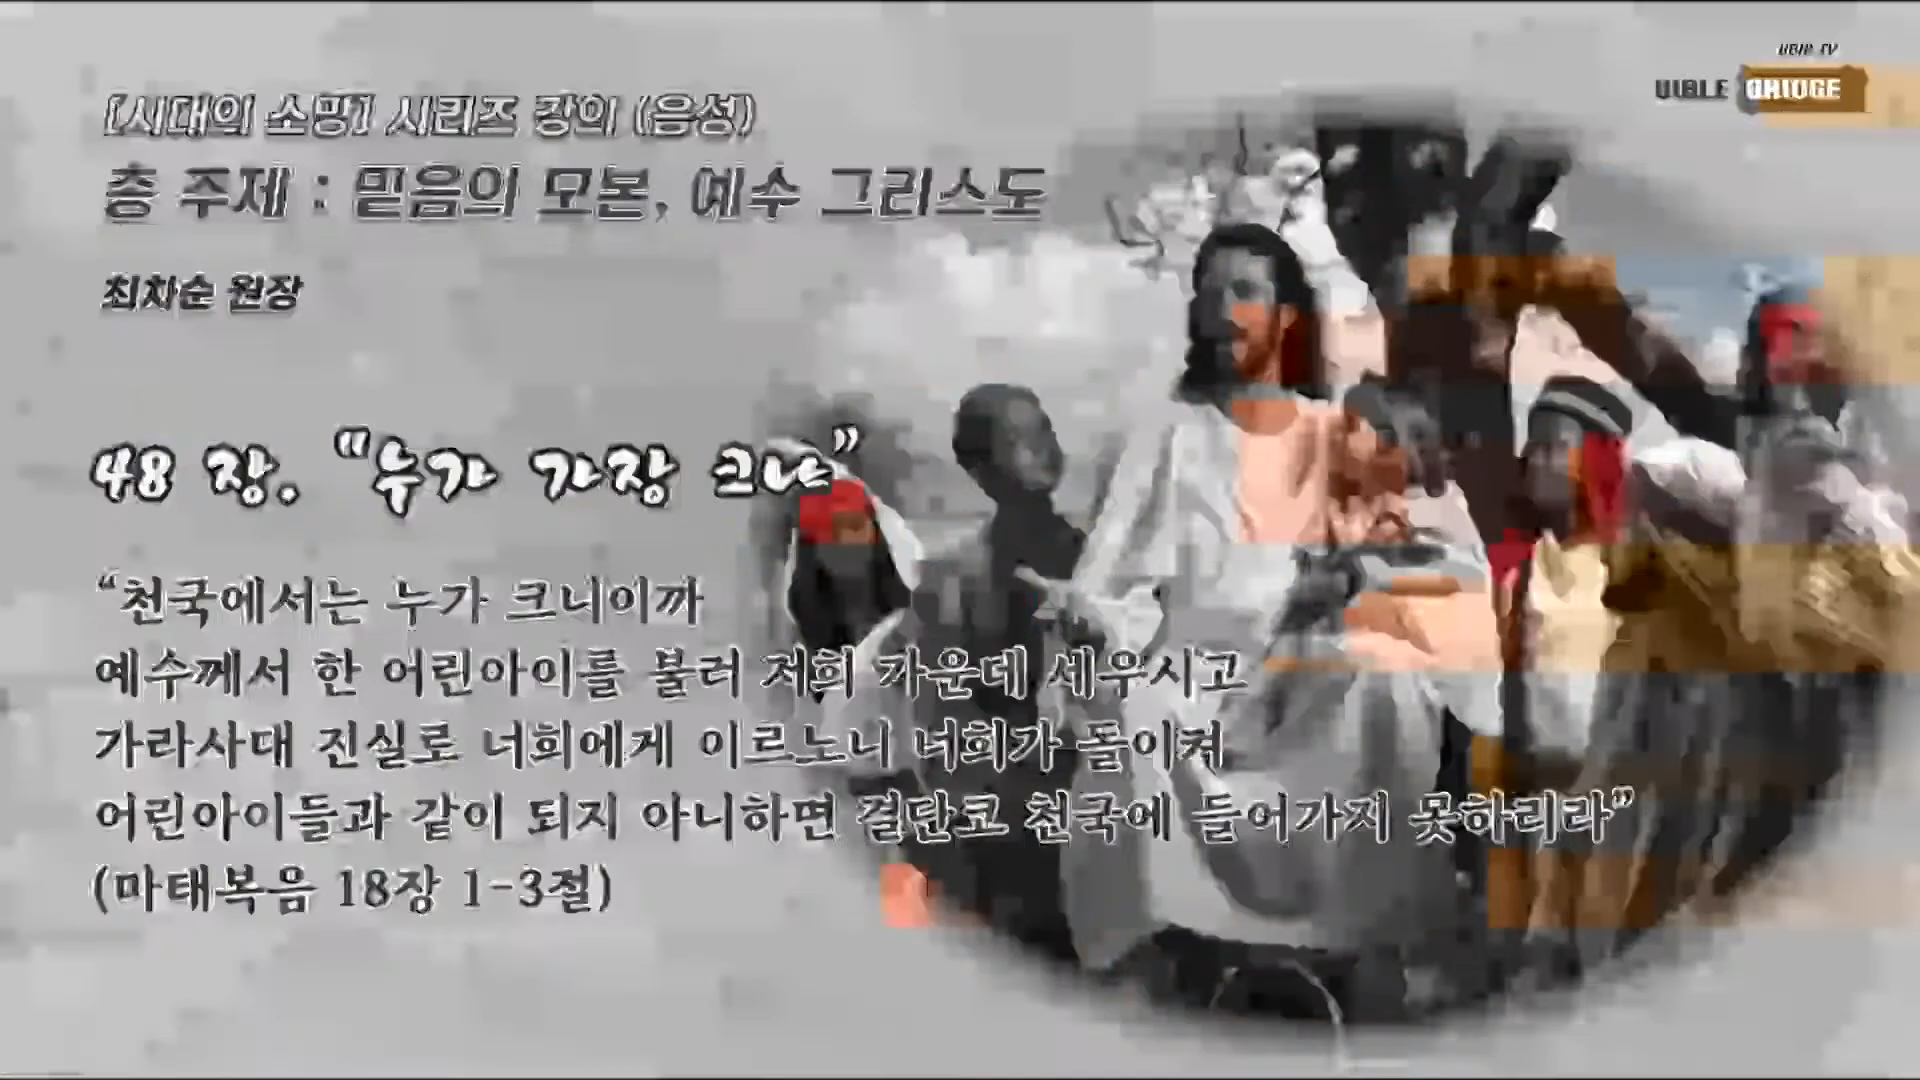 [시대의 소망] 시리즈 강의 (음성)
총 주제 : 믿음의 모본, 예수 그리스도
최차순 원장
48 장. "누가 가장 크냐"
“천국에서는 누가 크니이까
예수께서 한 어린아이를 불러 저희 가운데 세우시고
가라사대 진실로 너희에게 이르노니 너희가 돌이켜
어린아이들과 같이 되지 아니하면 결단코 천국에 들어가지 못하리라”
(마태복음 18장 1-3절)